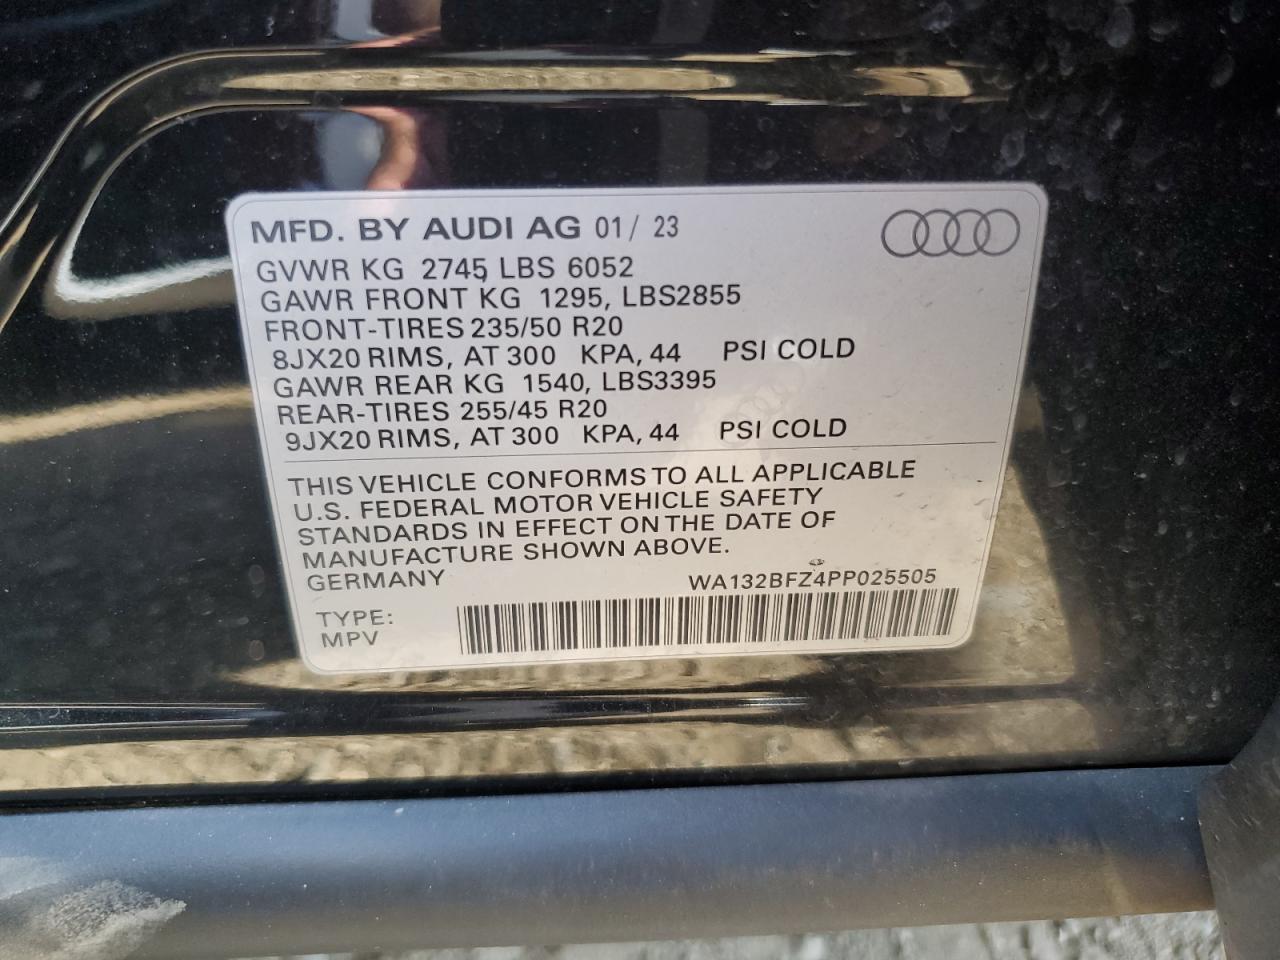 MFD. BY AUDI AG 01/ 23
GVWR KG 2745 LBS 6052
GAWR FRONT KG 1295, LBS2855
FRONT-TIRES 235/50 R20
8JX20 RIMS, AT 300 KPA, 44 PSI COLD
GAWR REAR KG 1540, LBS3395
REAR-TIRES 255/45 R20
9JX20 RIMS, AT 300 KPA, 44 PSI COLD
THIS VEHICLE CONFORMS TO ALL APPLICABLE
U.S. FEDERAL MOTOR VEHICLE SAFETY
STANDARDS IN EFFECT ON THE DATE OF
MANUFACTURE SHOWN ABOVE.
GERMANY WA132BFZ4PP025505
TYPE:
MPV